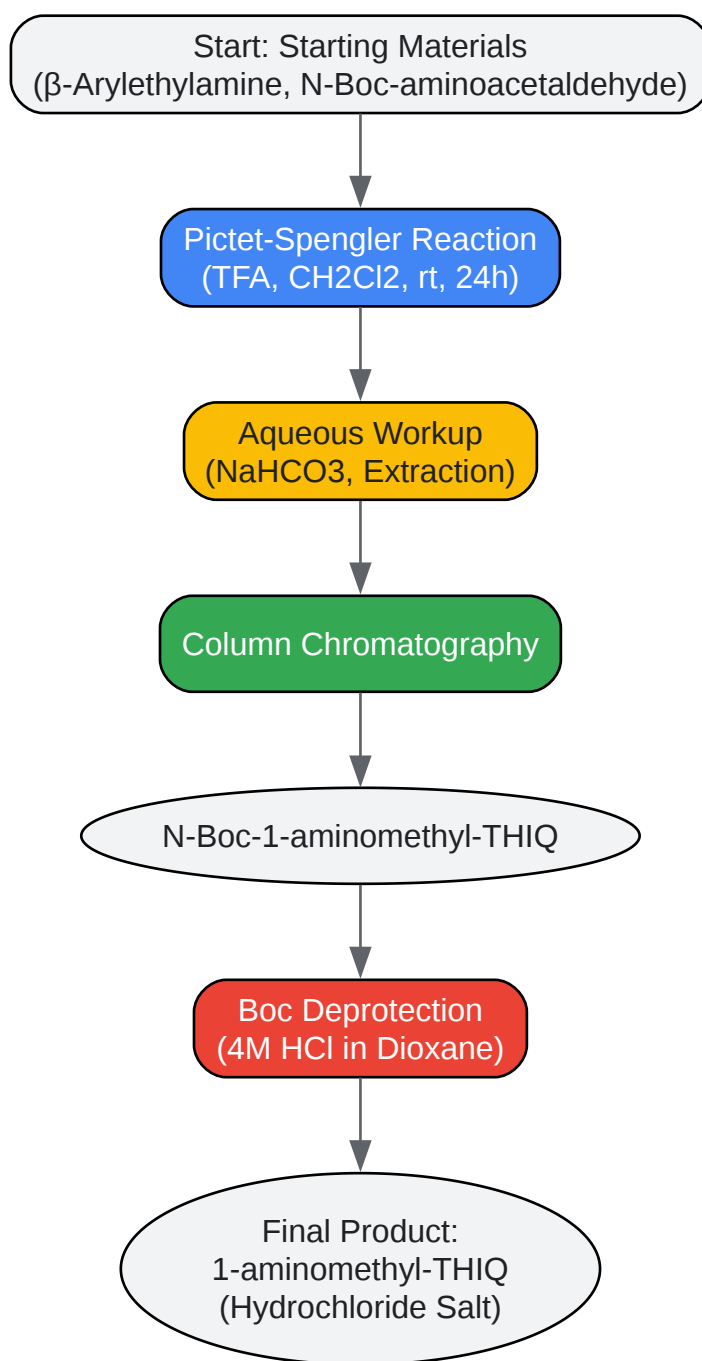 Start: Starting Materials
(β-Arylethylamine, N-Boc-aminoacetaldehyde)
Pictet-Spengler Reaction
(TFA, CH2Cl2, rt, 24h)
Aqueous Workup
(NaHCO3, Extraction)
Column Chromatography
N-Boc-1-aminomethyl-THIQ
Boc Deprotection
(4M HCl in Dioxane)
Final Product:
1-aminomethyl-THIQ
(Hydrochloride Salt)